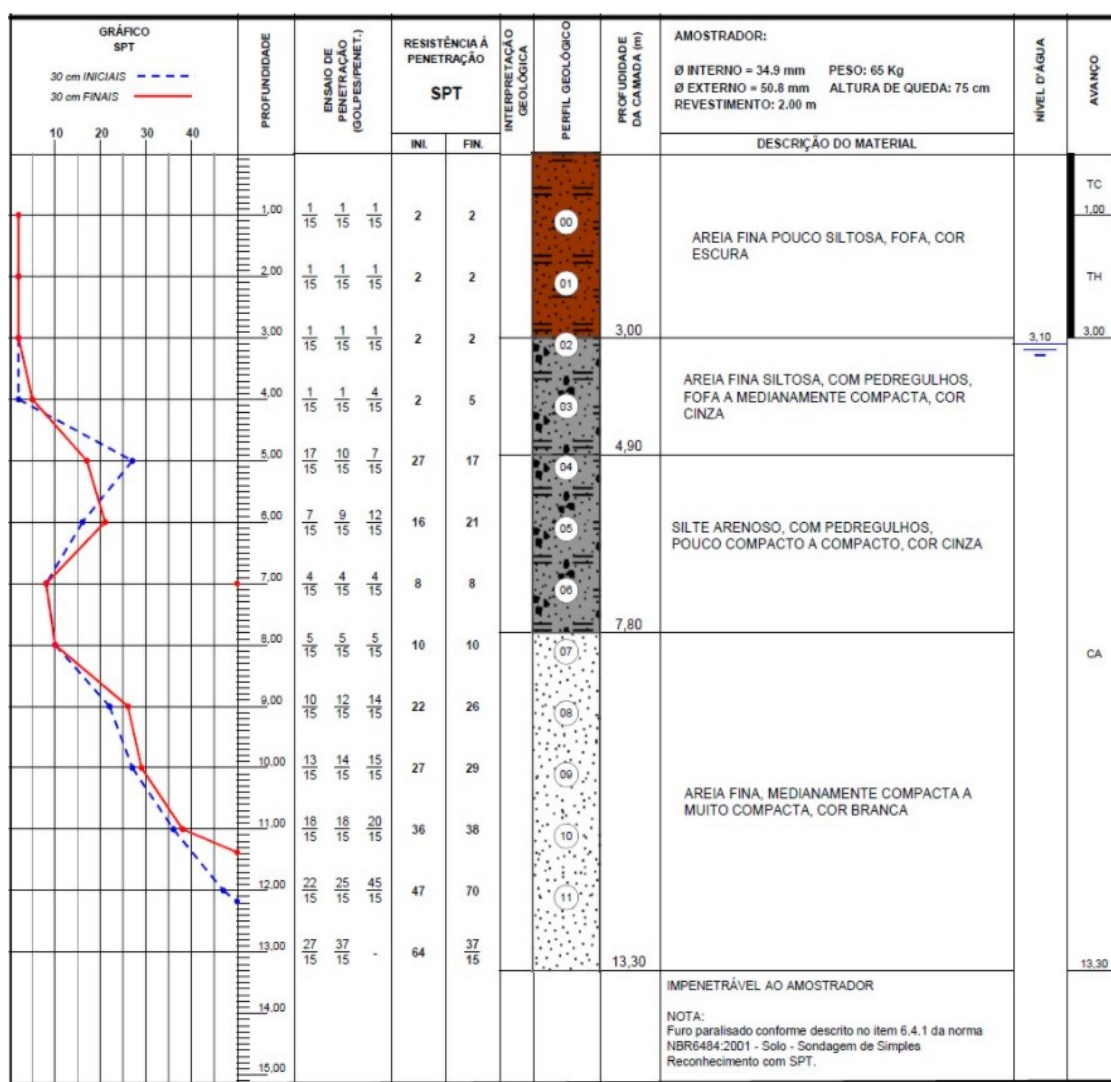 GRÁFICO
SPT
30 cm INICIAIS
30 cm FINAIS
10 20 30 40
PROFUNDIDADE
ENSAIO DE
PENETRAÇÃO
(GOLPES/PENET.)
RESISTÊNCIA À
PENETRAÇÃO
SPT
INI. FIN.
INTERPRETAÇÃO
GEOLÓGICA
PERFIL GEOLÓGICO
PROFUDIDADE
DA CAMADA (m)
AMOSTRADOR:
Ø INTERNO = 34.9 mm PESO: 65 Kg
Ø EXTERNO = 50.8 mm ALTURA DE QUEDA: 75 cm
REVESTIMENTO: 2.00 m
DESCRIÇÃO DO MATERIAL
NÍVEL D'ÁGUA
AVANÇO
1,00 1/15 1/15 1/15 2 2
2,00 1/15 1/15 1/15 2 2
3,00 1/15 1/15 1/15 2 2
4,00 1/15 1/15 4/15 2 5
5,00 17/15 10/15 7/15 27 17
6,00 7/15 9/15 12/15 16 21
7,00 4/15 4/15 4/15 8 8
8,00 5/15 5/15 5/15 10 10
9,00 10/15 12/15 14/15 22 26
10,00 13/15 14/15 15/15 27 29
11,00 18/15 18/15 20/15 36 38
12,00 22/15 25/15 45/15 47 70
13,00 27/15 37/15 - 64 37/15
14,00
15,00
00
01
02
03
04
05
06
07
08
09
10
11
3,00
4,90
7,80
13,30
AREIA FINA POUCO SILTOSA, FOFA, COR
ESCURA
AREIA FINA SILTOSA, COM PEDREGULHOS,
FOFA A MEDIANAMENTE COMPACTA, COR
CINZA
SILTE ARENOSO, COM PEDREGULHOS,
POUCO COMPACTO A COMPACTO, COR CINZA
AREIA FINA, MEDIANAMENTE COMPACTA A
MUITO COMPACTA, COR BRANCA
IMPENETRÁVEL AO AMOSTRADOR
NOTA:
Furo paralisado conforme descrito no item 6.4.1 da norma
NBR6484:2001 - Solo - Sondagem de Simples
Reconhecimento com SPT.
3,10
TC
1,00
TH
3,00
CA
13,30